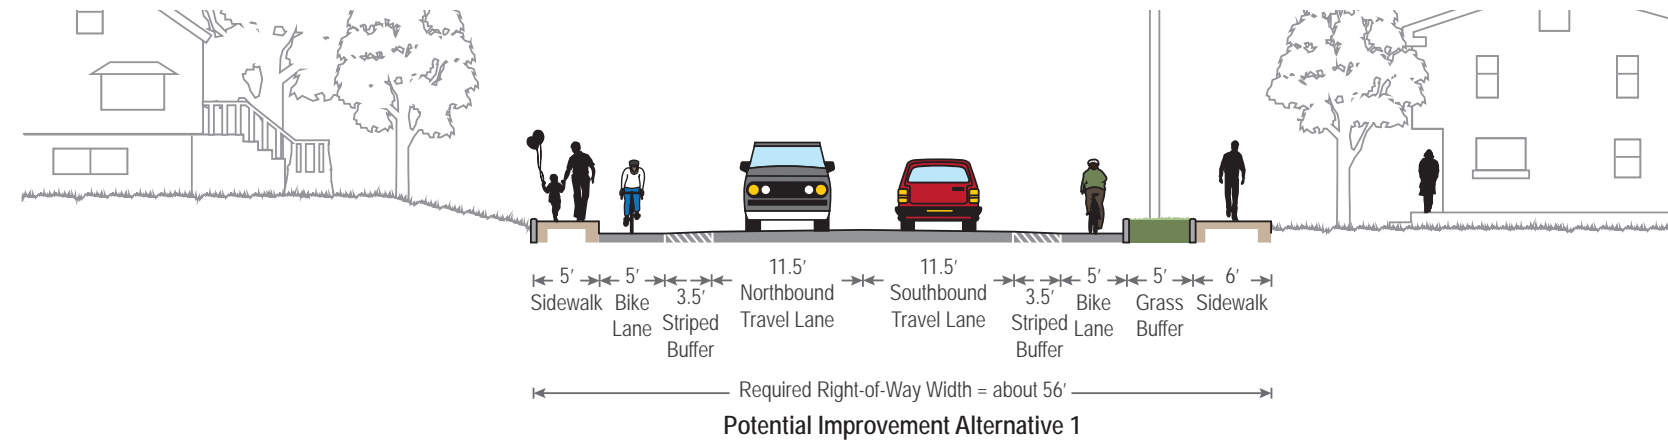 5′
Sidewalk
5′
Bike
Lane
3.5′
Striped
Buffer
11.5′
Northbound
Travel Lane
11.5′
Southbound
Travel Lane
3.5′
Striped
Buffer
5′
Bike
Lane
5′
Grass
Buffer
6′
Sidewalk
Required Right-of-Way Width = about 56′
Potential Improvement Alternative 1